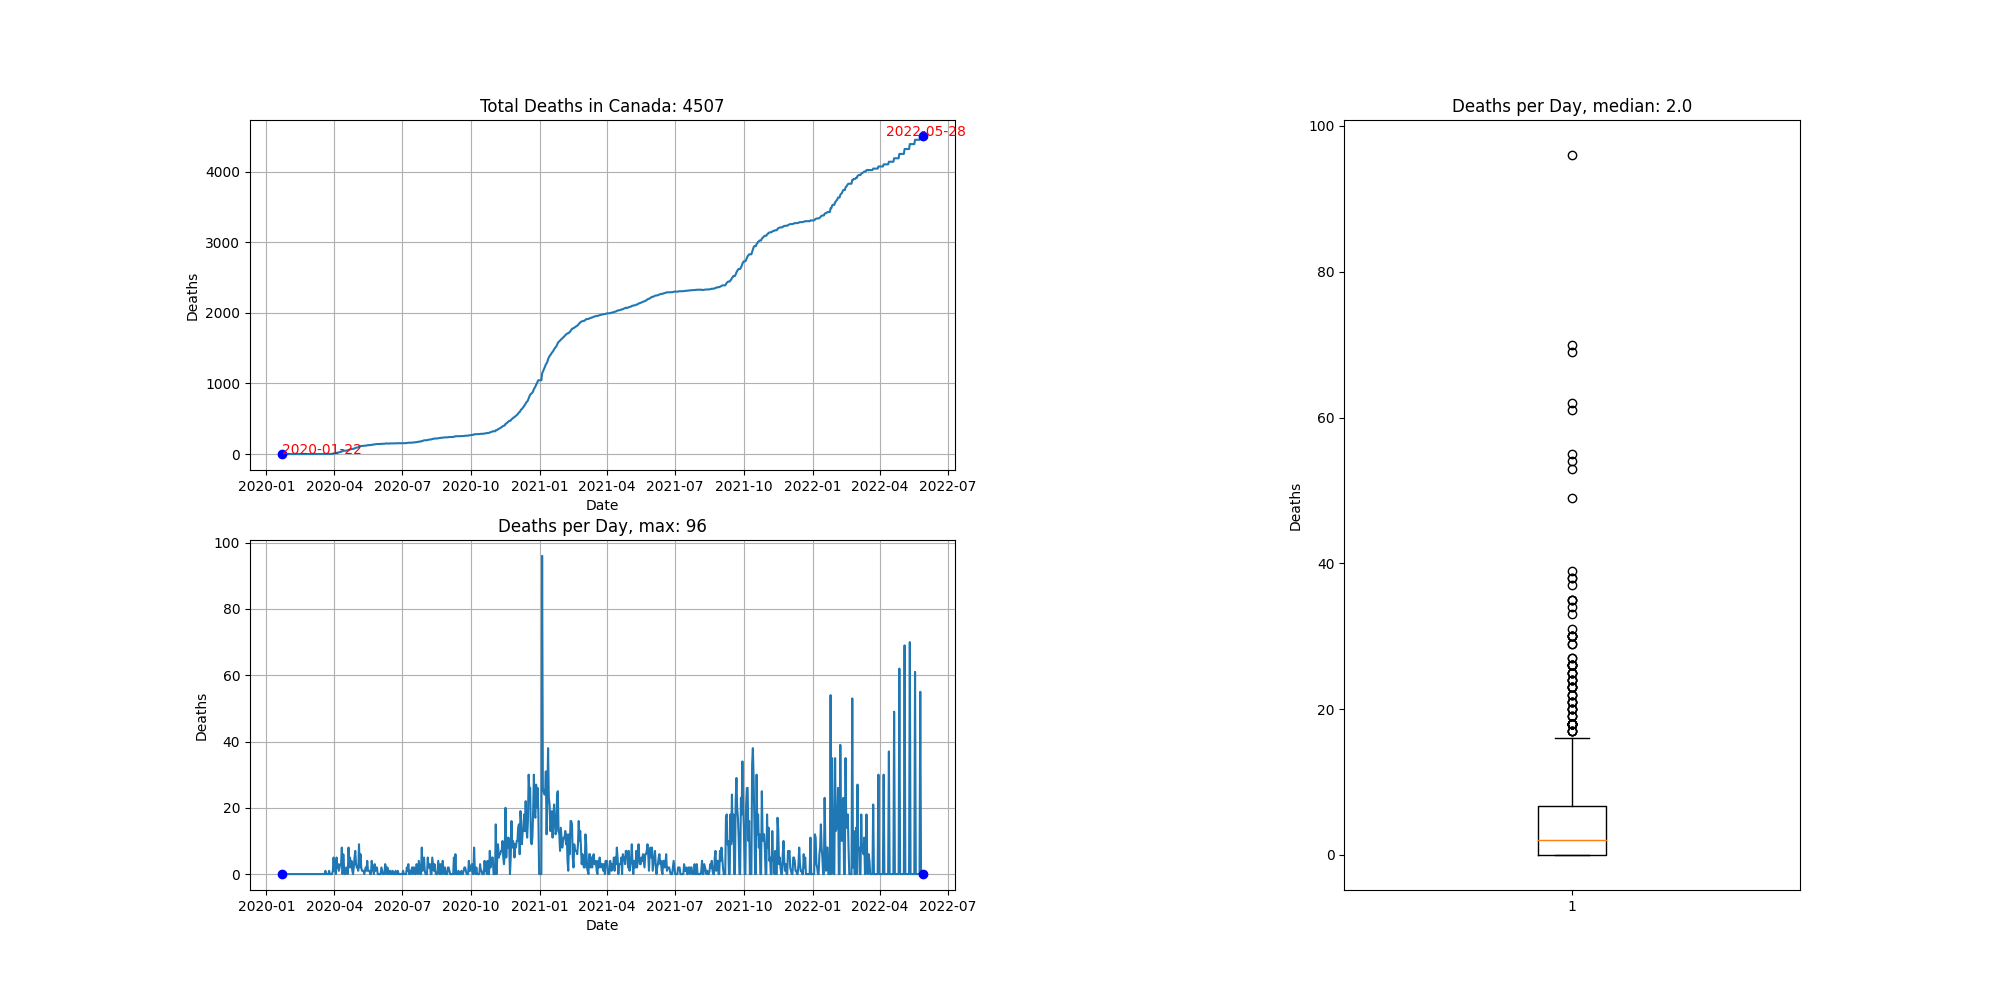 Total Deaths in Canada: 4507
2022-05-28
4000
3000
2000
1000
0
Deaths
2020-01-22
2020-01 2020-04 2020-07 2020-10 2021-01 2021-04 2021-07 2021-10 2022-01 2022-04 2022-07
Date
Deaths per Day, max: 96
100
80
60
40
20
0
Deaths
2020-01 2020-04 2020-07 2020-10 2021-01 2021-04 2021-07 2021-10 2022-01 2022-04 2022-07
Date
Deaths per Day, median: 2.0
100
80
60
40
20
0
Deaths
1